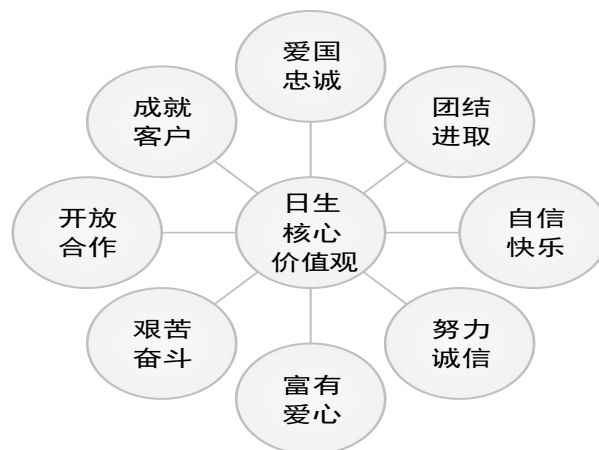 爱国
忠诚
团结
进取
自信
快乐
努力
诚信
富有
爱心
艰苦
奋斗
开放
合作
成就
客户
日生
核心
价值观